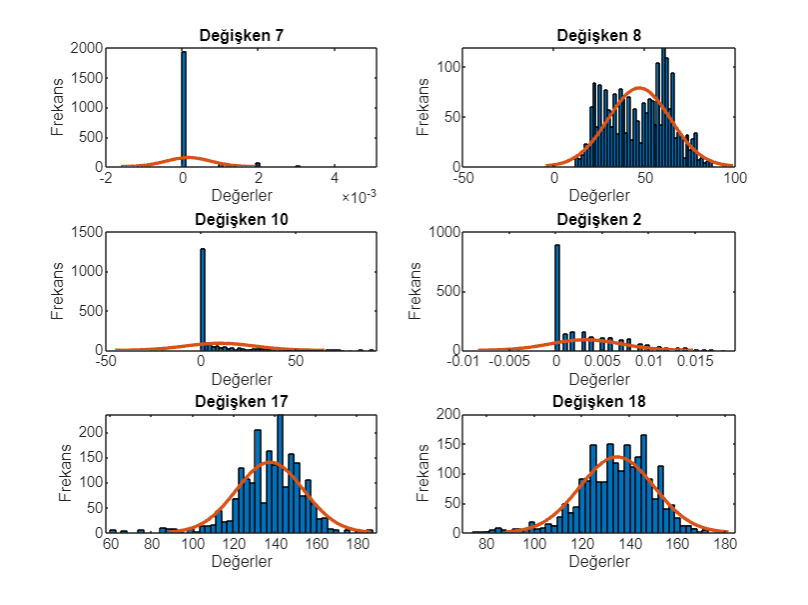 Değişken 7
2000
1500
1000
500
0
Frekans
-2 0 2 4
×10-3
Değerler
Değişken 8
100
50
0
Frekans
-50 0 50 100
Değerler
Değişken 10
1500
1000
500
0
Frekans
-50 0 50
Değerler
Değişken 2
1000
500
0
Frekans
-0.01 -0.005 0 0.005 0.01 0.015
Değerler
Değişken 17
200
150
100
50
0
Frekans
60 80 100 120 140 160 180
Değerler
Değişken 18
200
150
100
50
0
Frekans
80 100 120 140 160 180
Değerler